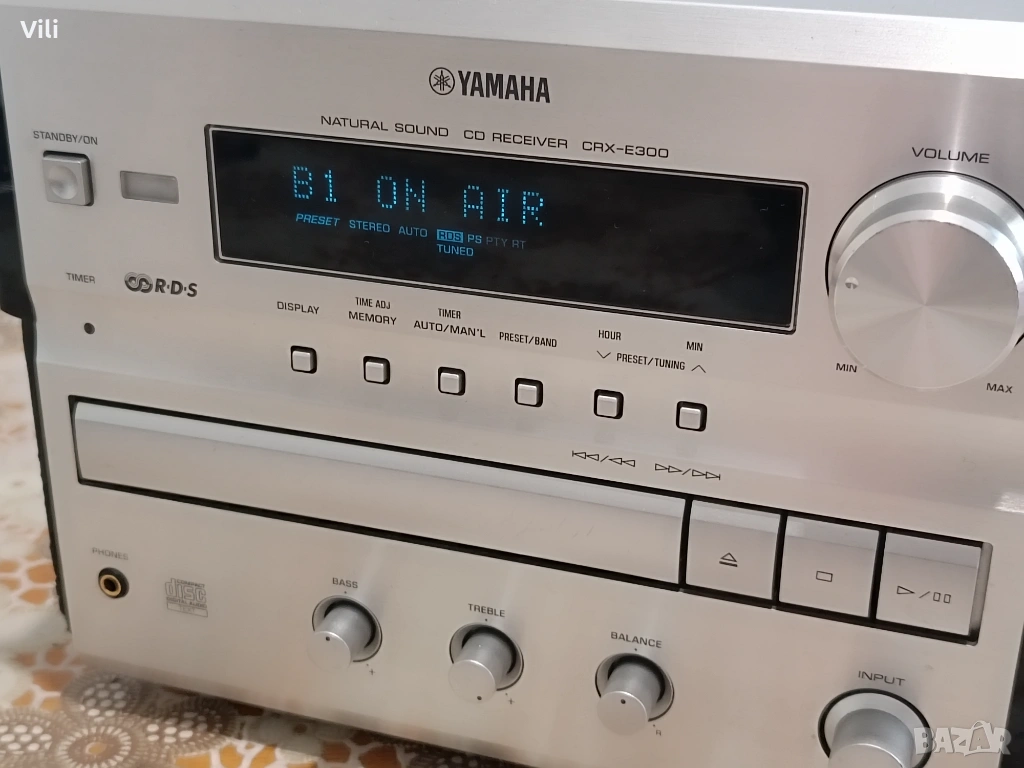 Vili
YAMAHA
NATURAL SOUND CD RECEIVER CRX-E300
STANDBY/ON
VOLUME
B1 ON AIR
PRESET STEREO AUTO RDS PS PTY RT
TUNED
TIMER
R·D·S
MIN
MAX
DISPLAY
TIME ADJ
MEMORY
TIMER
AUTO/MAN'L
PRESET/BAND
HOUR
MIN
PRESET/TUNING
PHONES
disc
BASS
TREBLE
BALANCE
R
INPUT
BAZAR